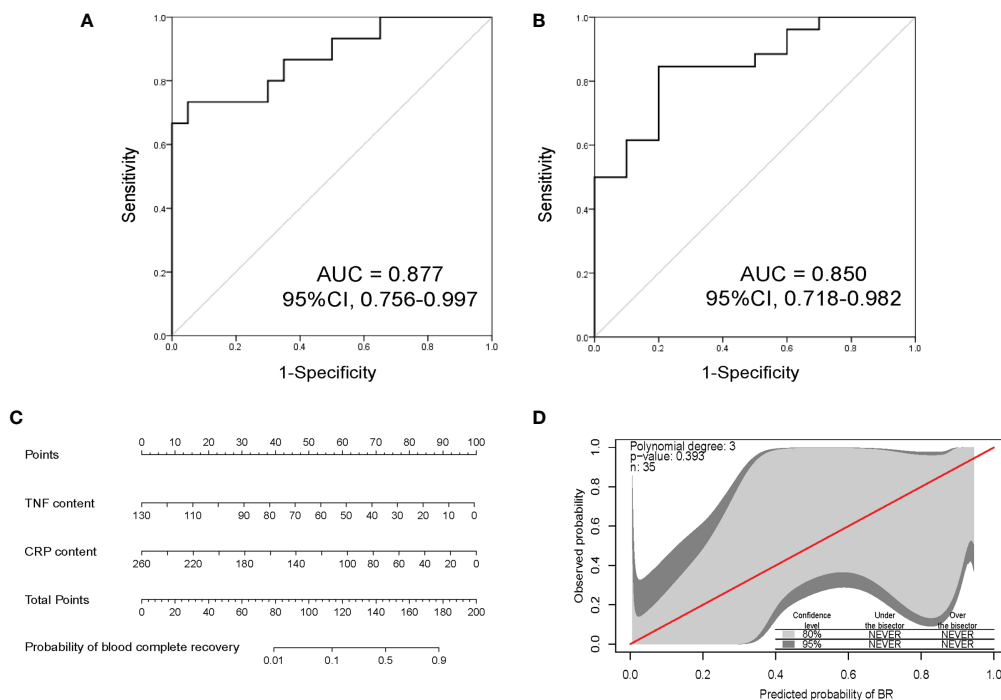 A
1.0
0.8
0.6
0.4
0.2
0.0
Sensitivity
AUC = 0.877
95%CI, 0.756-0.997
0.0 0.2 0.4 0.6 0.8 1.0
1-Specificity
B
1.0
0.8
0.6
0.4
0.2
0.0
Sensitivity
AUC = 0.850
95%CI, 0.718-0.982
0.0 0.2 0.4 0.6 0.8 1.0
1-Specificity
C
0 10 20 30 40 50 60 70 80 90 100
Points
TNF content
130 110 90 80 70 60 50 40 30 20 10 0
CRP content
260 220 180 140 100 80 60 40 20 0
Total Points
0 20 40 60 80 100 120 140 160 180 200
Probability of blood complete recovery
0.01 0.1 0.5 0.9
D
Polynomial degree: 3
p-value: 0.393
n: 35
1.0
0.8
0.6
0.4
0.2
0.0
Observed probability
Confidence level Under the bisector Over the bisector
80% NEVER NEVER
95% NEVER NEVER
0.0 0.2 0.4 0.6 0.8 1.0
Predicted probability of BR